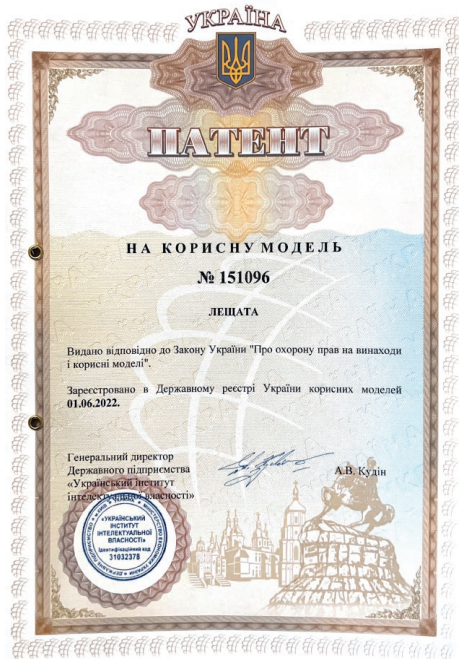 УКРАЇНА
ПАТЕНТ
НА КОРИСНУ МОДЕЛЬ
№ 151096
ЛЕЩАТА
Видано відповідно до Закону України "Про охорону прав на винаходи
і корисні моделі".
Зареєстровано в Державному реєстрі України корисних моделей
01.06.2022.
Генеральний директор
Державного підприємства
«Український інститут
інтелектуальної власності»
А.В. Кудін
«УКРАЇНСЬКИЙ
ІНСТИТУТ
ІНТЕЛЕКТУАЛЬНОЇ
ВЛАСНОСТІ»
Ідентифікаційний код
31032378